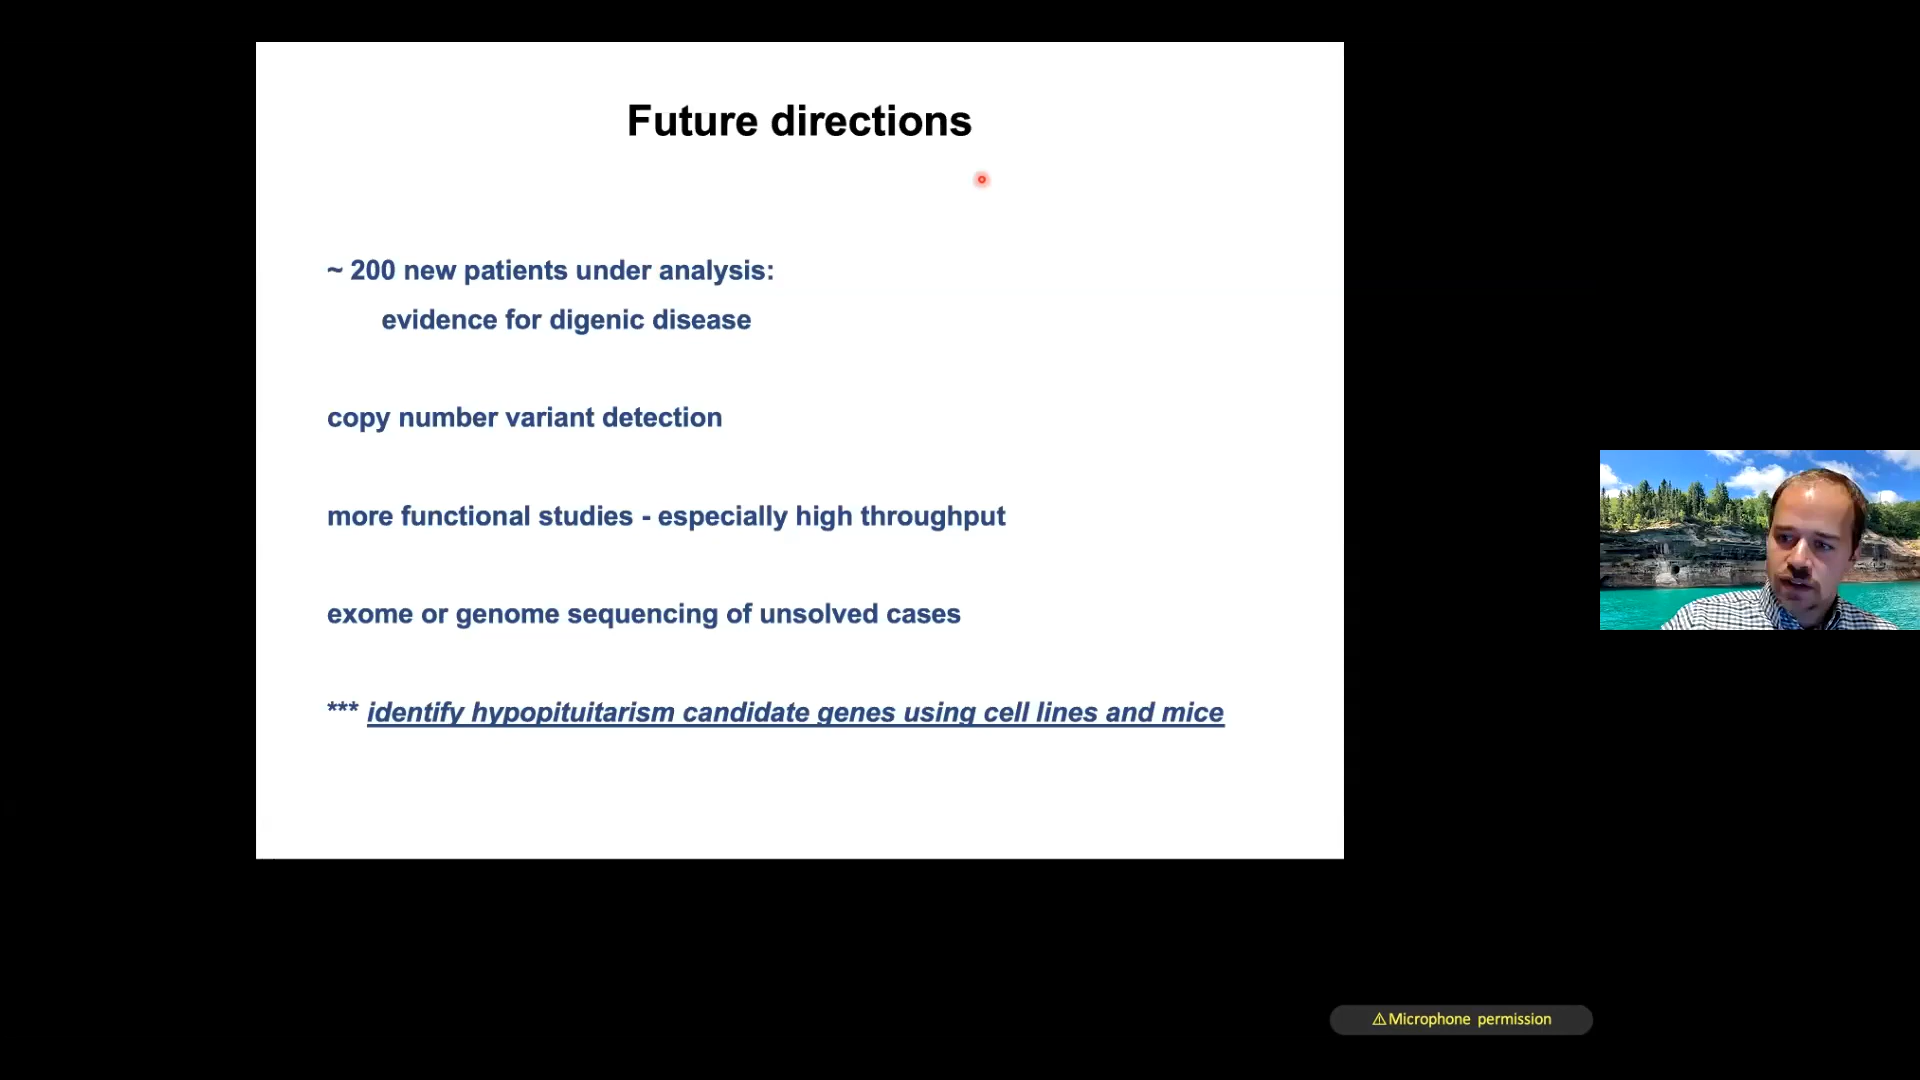 Future directions
~ 200 new patients under analysis:
evidence for digenic disease
copy number variant detection
more functional studies - especially high throughput
exome or genome sequencing of unsolved cases
*** identify hypopituitarism candidate genes using cell lines and mice
⚠Microphone permission